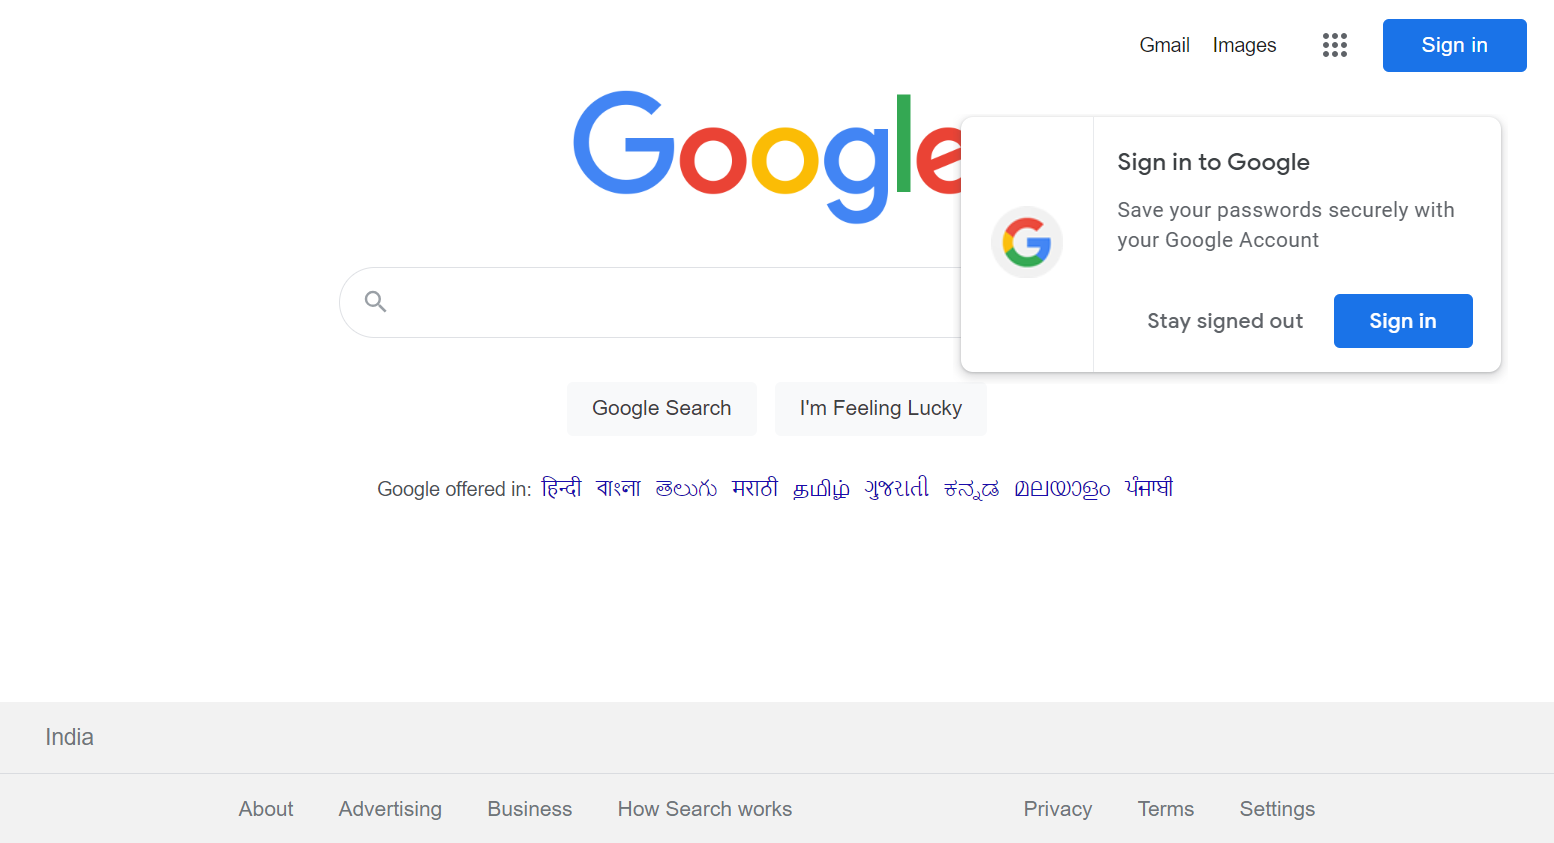 Gmail Images Sign in
Google
Sign in to Google
Save your passwords securely with
your Google Account
Stay signed out Sign in
Google Search I'm Feeling Lucky
Google offered in: हिन्दी বাংলা తెలుగు मराठी தமிழ் ગુજરાતી ಕನ್ನಡ മലയാളം ਪੰਜਾਬੀ
India
About Advertising Business How Search works Privacy Terms Settings